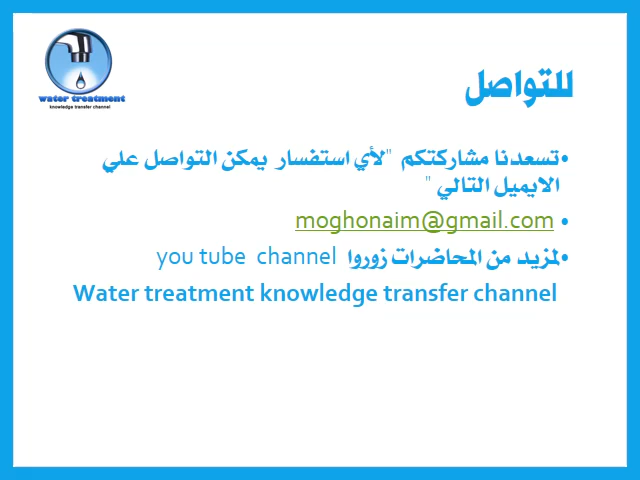 water treatment
knowledge transfer channel
للتواصل
•تسعدنا مشاركتكم "لأي استفسار يمكن التواصل علي
الايميل التالي "
• moghonaim@gmail.com
•لمزيد من المحاضرات زوروا you tube channel
Water treatment knowledge transfer channel